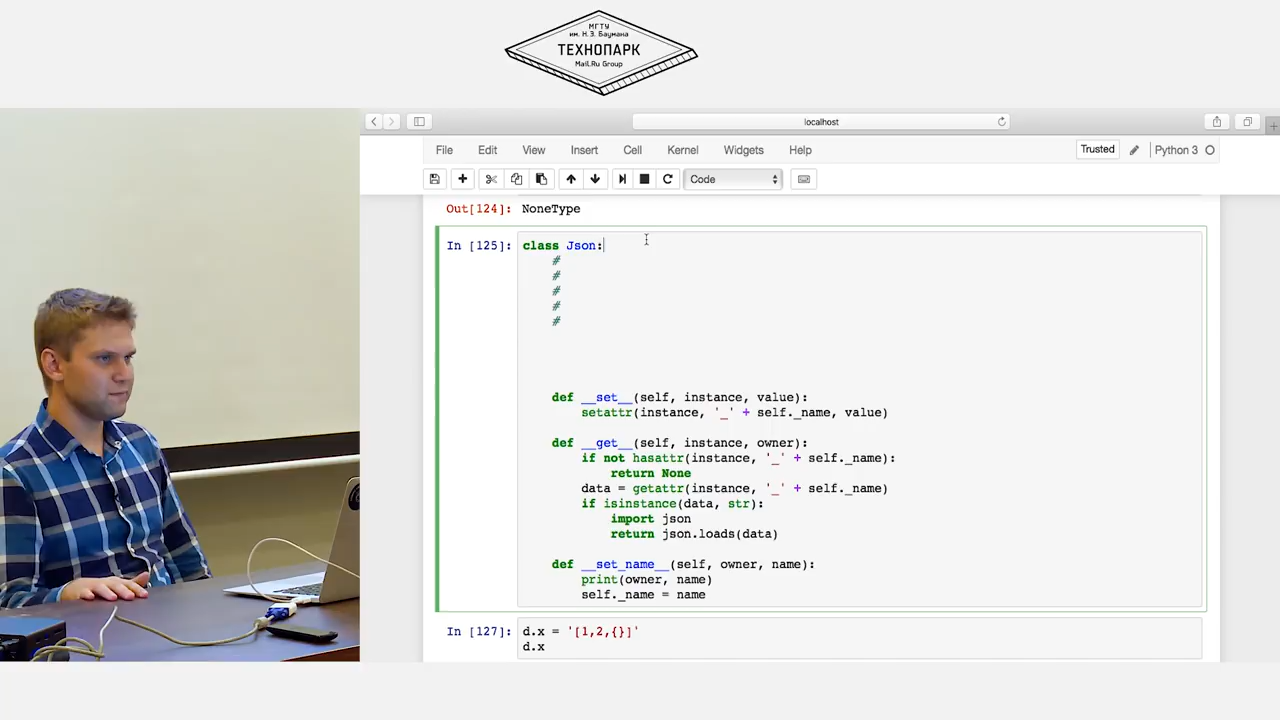 МГТУ
им. Н.Э. Баумана
ТЕХНОПАРК
Mail.Ru Group
localhost
File Edit View Insert Cell Kernel Widgets Help Trusted Python 3
Code
Out[124]: NoneType
In [125]: class Json:
#
#
#
#
#
def __set__(self, instance, value):
setattr(instance, '_' + self._name, value)
def __get__(self, instance, owner):
if not hasattr(instance, '_' + self._name):
return None
data = getattr(instance, '_' + self._name)
if isinstance(data, str):
import json
return json.loads(data)
def __set_name__(self, owner, name):
print(owner, name)
self._name = name
In [127]: d.x = '[1,2,{}]'
d.x